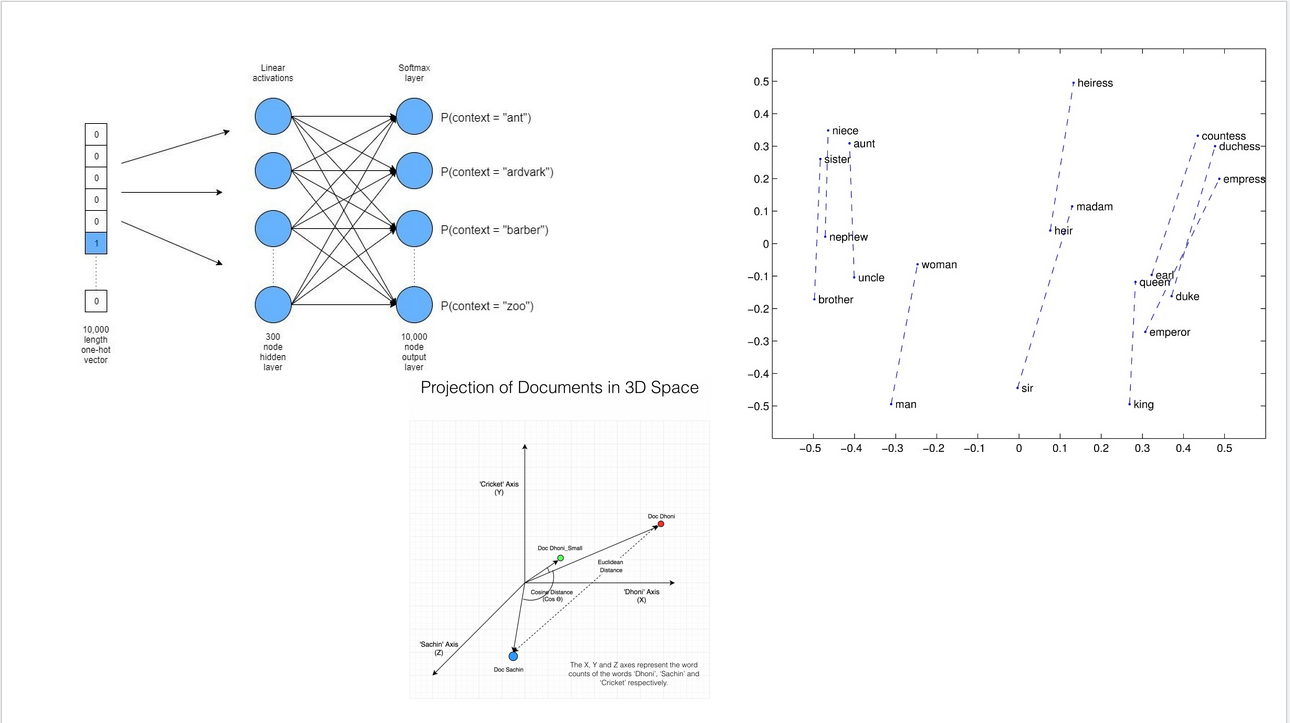 Linear
activations
Softmax
layer
0
0
0
0
0
1
0
10,000
length
one-hot
vector
P(context = "ant")
P(context = "ardvark")
P(context = "barber")
P(context = "zoo")
300
node
hidden
layer
10,000
node
output
layer
0.5
0.4
0.3
0.2
0.1
0
−0.1
−0.2
−0.3
−0.4
−0.5
heiress
niece
aunt
sister
countess
duchess
empress
madam
heir
nephew
woman
uncle
earl
queen
duke
brother
emperor
sir
man
king
−0.5
−0.4
−0.3
−0.2
−0.1
0
0.1
0.2
0.3
0.4
0.5
Projection of Documents in 3D Space
'Cricket' Axis
(Y)
Doc Dhoni
Doc Dhoni_Small
Euclidean
Distance
Cosine Distance
(Cos Θ)
'Dhoni' Axis
(X)
'Sachin' Axis
(Z)
Doc Sachin
The X, Y and Z axes represent the word
counts of the words 'Dhoni', 'Sachin' and
'Cricket' respectively.